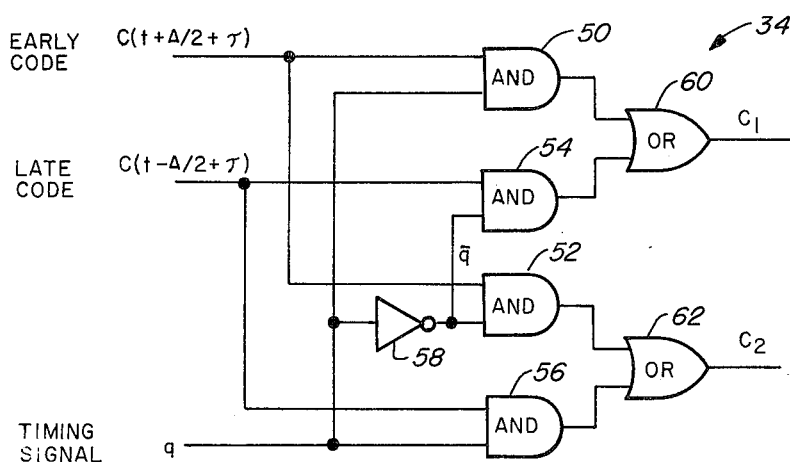 EARLY
CODE
C(t+A/2+τ)
50
34
AND
60
C1
OR
LATE
CODE
C(t-A/2+τ)
54
AND
q̄
52
AND
58
62
C2
OR
56
AND
TIMING
SIGNAL
q